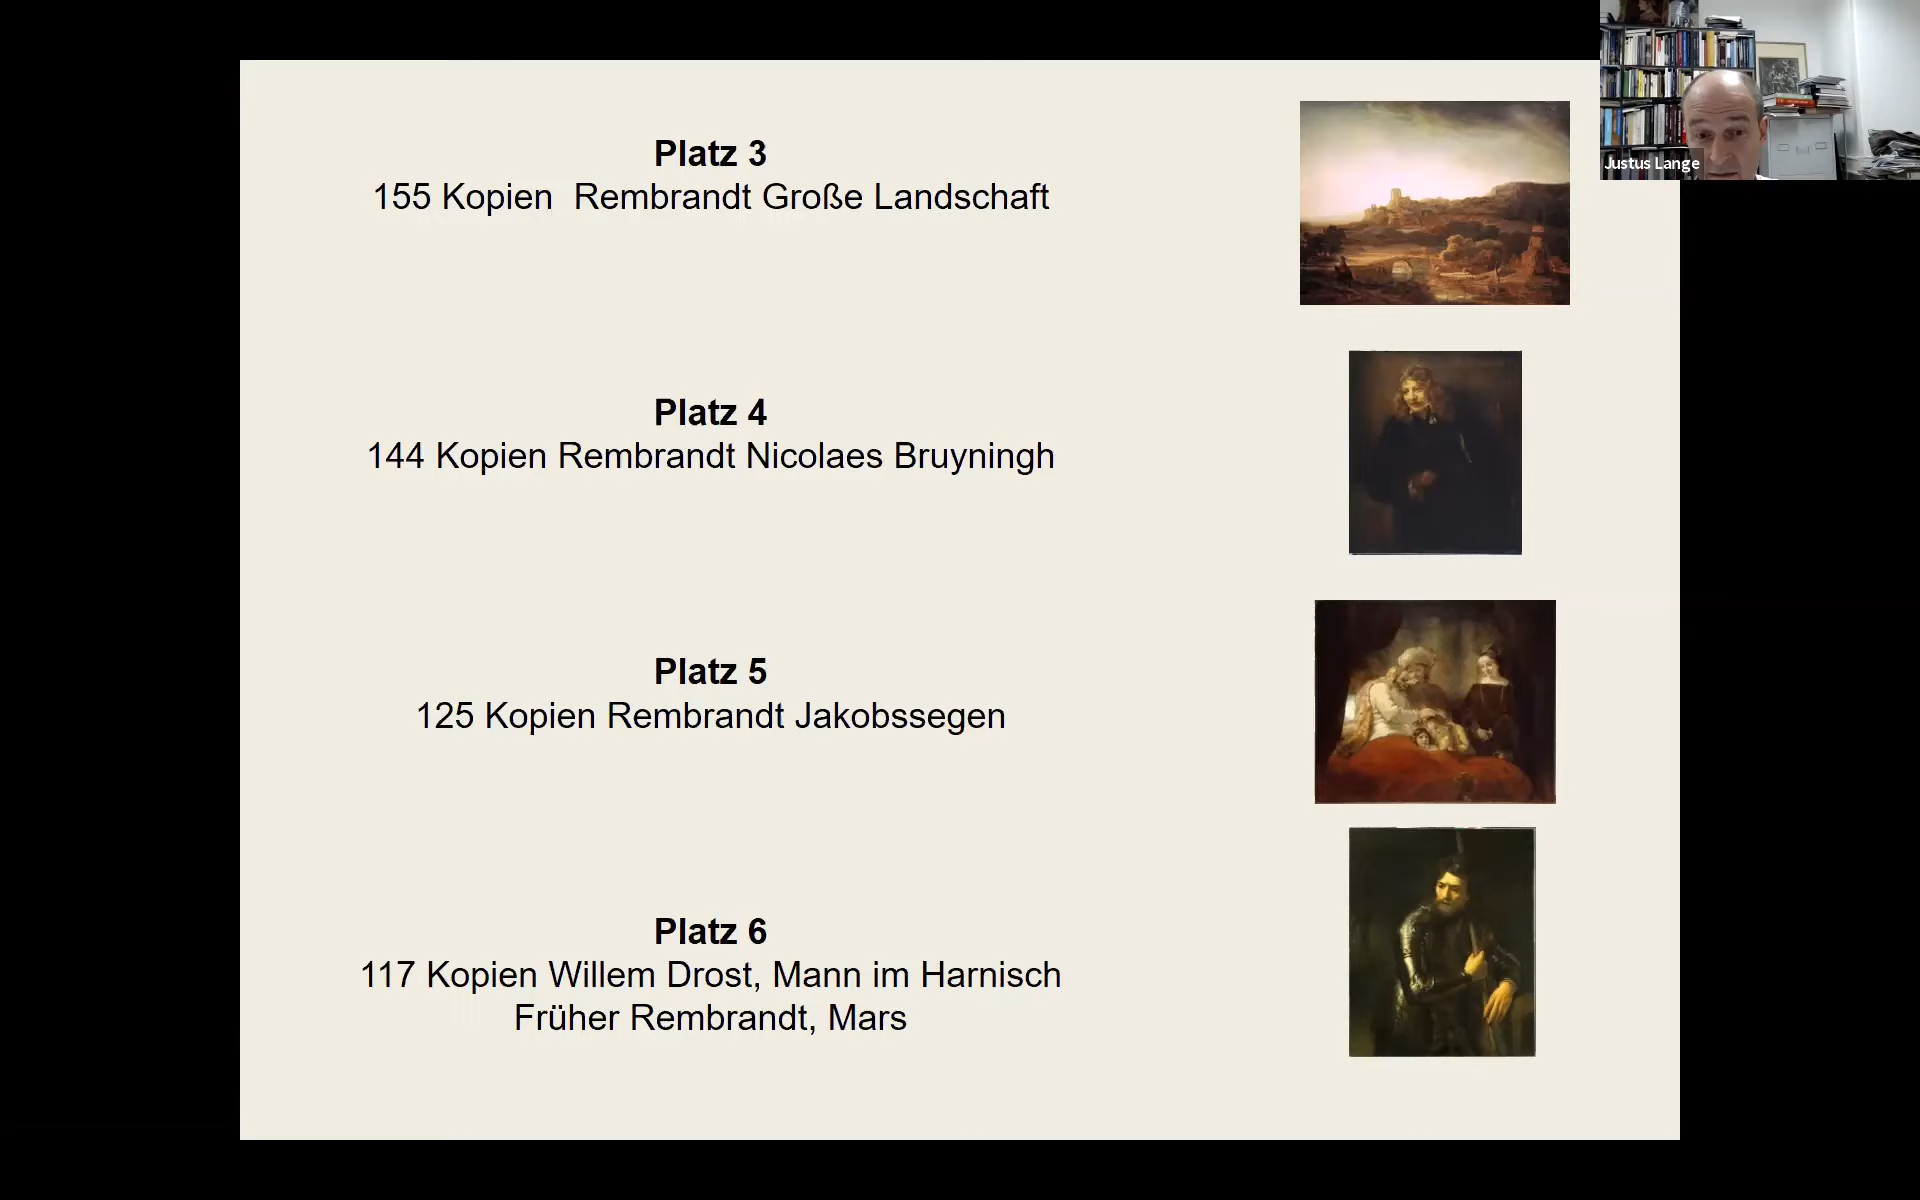 Platz 3
155 Kopien  Rembrandt Große Landschaft
Platz 4
144 Kopien Rembrandt Nicolaes Bruyningh
Platz 5
125 Kopien Rembrandt Jakobssegen
Platz 6
117 Kopien Willem Drost, Mann im Harnisch
Früher Rembrandt, Mars
Justus Lange